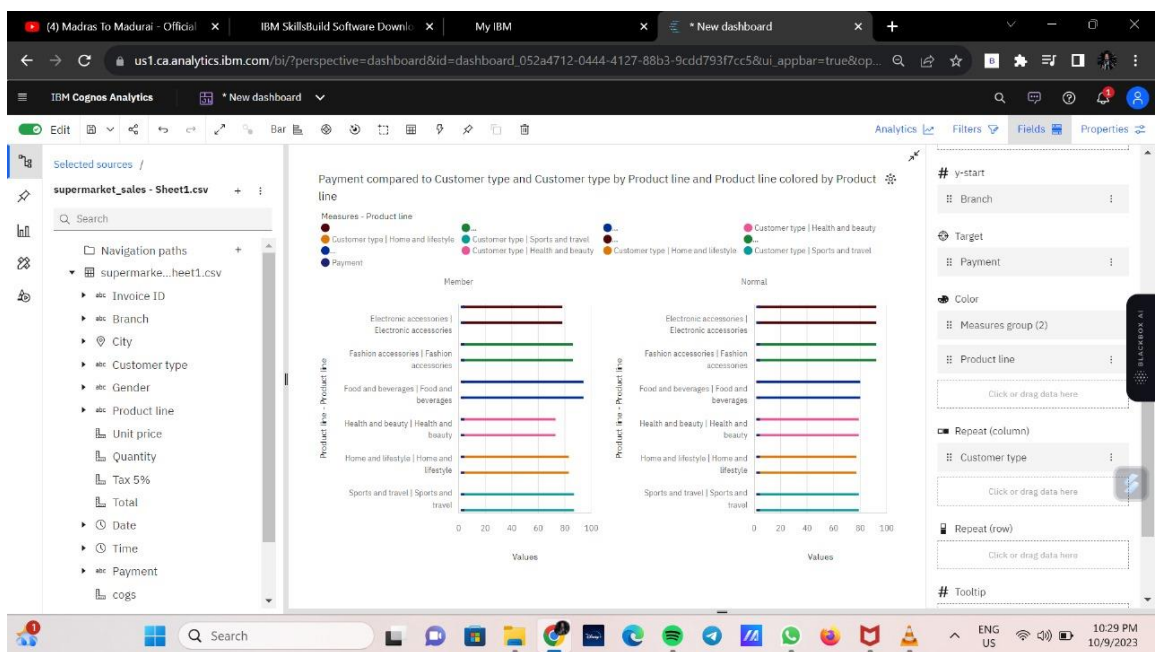 (4) Madras To Madurai - Official
IBM SkillsBuild Software Downlo
My IBM
* New dashboard
us1.ca.analytics.ibm.com/bi/?perspective=dashboard&id=dashboard_052a4712-0444-4127-88b3-9cdd793f7cc5&ui_appbar=true&op...
IBM Cognos Analytics
* New dashboard
Edit
Bar
Analytics
Filters
Fields
Properties
Selected sources /
supermarket_sales - Sheet1.csv
Search
Navigation paths
supermarke...heet1.csv
abc Invoice ID
abc Branch
City
abc Customer type
abc Gender
abc Product line
Unit price
Quantity
Tax 5%
Total
Date
Time
abc Payment
cogs
Payment compared to Customer type and Customer type by Product line and Product line colored by Product
line
Measures - Product line
... ... ... Customer type | Health and beauty
Customer type | Home and lifestyle Customer type | Sports and travel ... ...
... Customer type | Health and beauty Customer type | Home and lifestyle Customer type | Sports and travel
Payment
Member
Product line - Product line
Electronic accessories |
Electronic accessories
Fashion accessories | Fashion
accessories
Food and beverages | Food and
beverages
Health and beauty | Health and
beauty
Home and lifestyle | Home and
lifestyle
Sports and travel | Sports and
travel
0 20 40 60 80 100
Values
Normal
Product line - Product line
Electronic accessories |
Electronic accessories
Fashion accessories | Fashion
accessories
Food and beverages | Food and
beverages
Health and beauty | Health and
beauty
Home and lifestyle | Home and
lifestyle
Sports and travel | Sports and
travel
0 20 40 60 80 100
Values
# y-start
Branch
Target
Payment
Color
Measures group (2)
Product line
Click or drag data here
Repeat (column)
Customer type
Click or drag data here
Repeat (row)
Click or drag data here
# Tooltip
BLACKBOX AI
1
Search
ENG
US
10:29 PM
10/9/2023